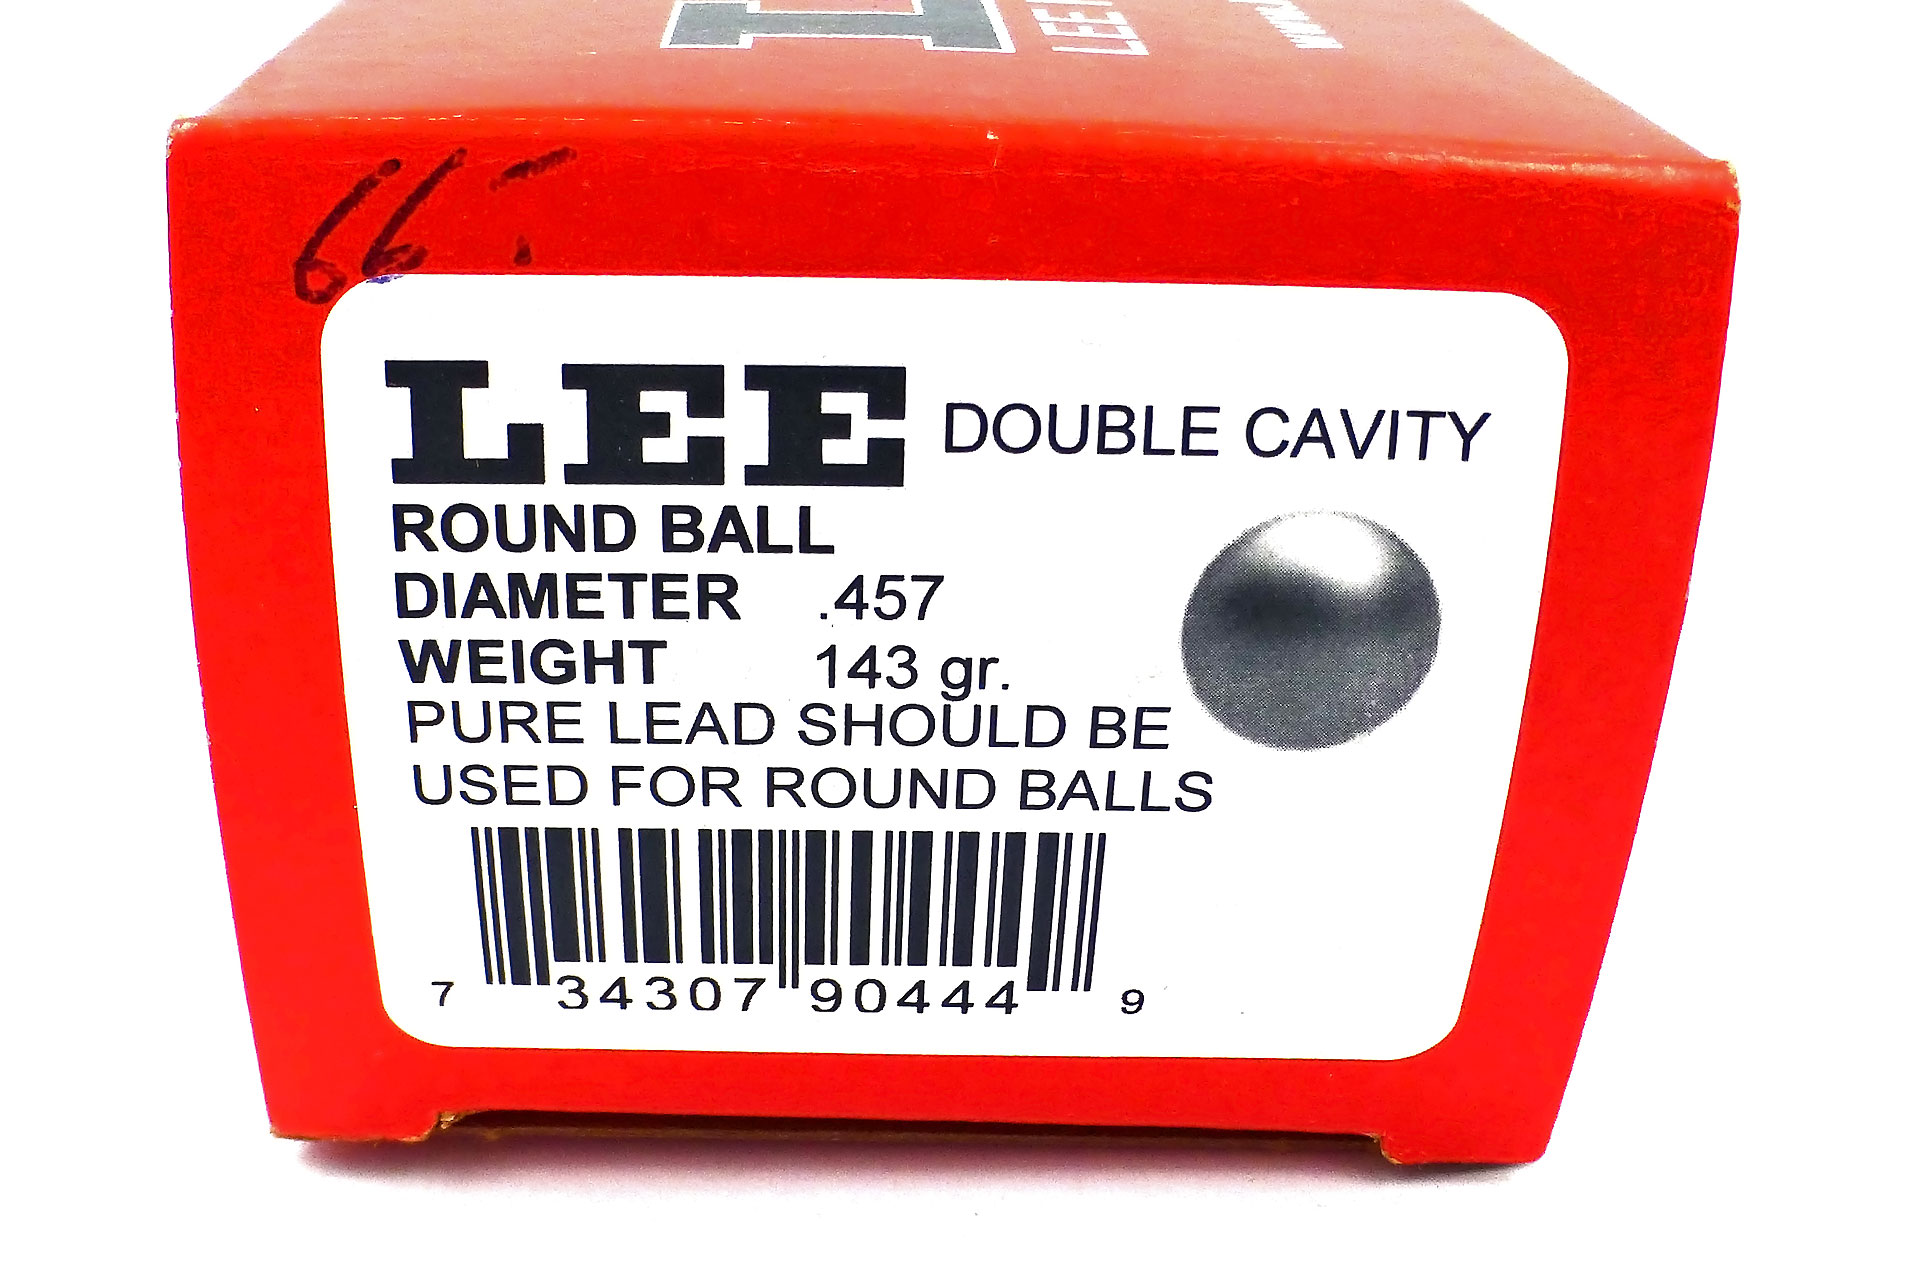 LEE
66.-
LEE DOUBLE CAVITY
ROUND BALL
DIAMETER .457
WEIGHT 143 gr.
PURE LEAD SHOULD BE
USED FOR ROUND BALLS
7 34307 90444 9